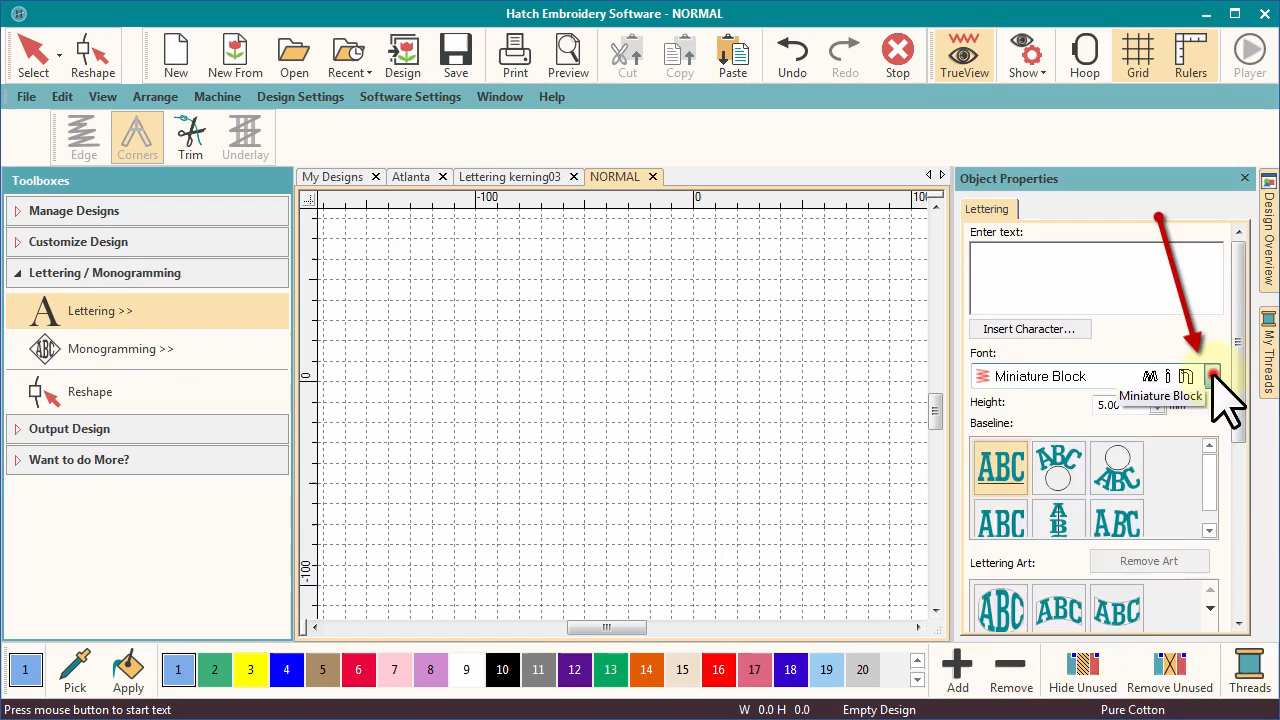 Hatch Embroidery Software - NORMAL
Select
Reshape
New
New From
Open
Recent
Design
Save
Print
Preview
Cut
Copy
Paste
Undo
Redo
Stop
TrueView
Show
Hoop
Grid
Rulers
Player
File Edit View Arrange Machine Design Settings Software Settings Window Help
Edge
Corners
Trim
Underlay
Toolboxes
Manage Designs
Customize Design
Lettering / Monogramming
A Lettering >>
ABC Monogramming >>
Reshape
Output Design
Want to do More?
My Designs
Atlanta
Lettering kerning03
NORMAL
-100 0 100
0
-100
Object Properties
Lettering
Enter text:
Insert Character...
Font:
Miniature Block M i n
Miniature Block
Height: 5.00 mm
Baseline:
ABC ABC ABC
ABC AB ABC
Lettering Art:
Remove Art
ABC ABC ABC
Design Overview
My Threads
1
Pick
Apply
1 2 3 4 5 6 7 8 9 10 11 12 13 14 15 16 17 18 19 20
Add
Remove
Hide Unused
Remove Unused
Threads
Press mouse button to start text
W 0.0 H 0.0
Empty Design
Pure Cotton